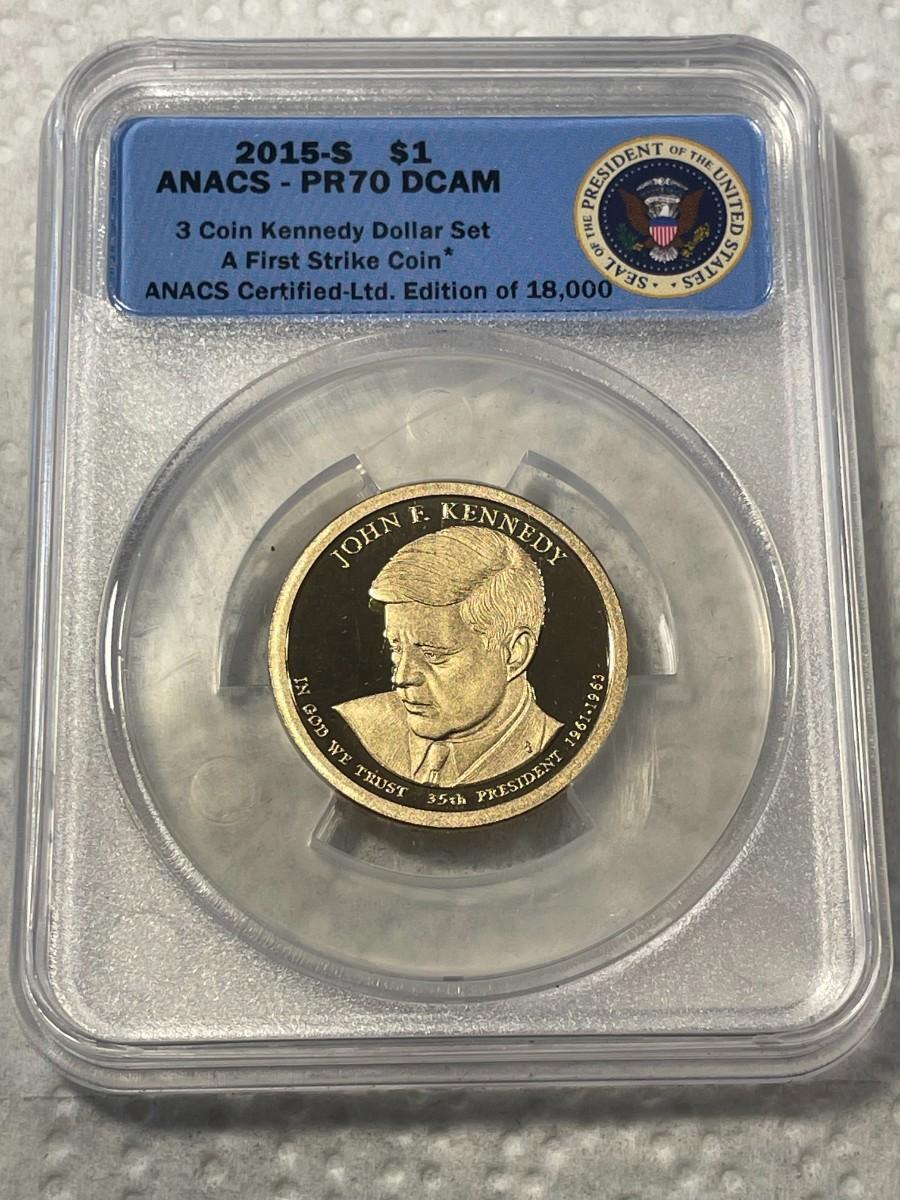 2015-S $1
ANACS - PR70 DCAM
3 Coin Kennedy Dollar Set
A First Strike Coin*
ANACS Certified-Ltd. Edition of 18,000
SEAL OF THE PRESIDENT OF THE UNITED STATES
JOHN F. KENNEDY
IN GOD WE TRUST 35th PRESIDENT 1961-1963